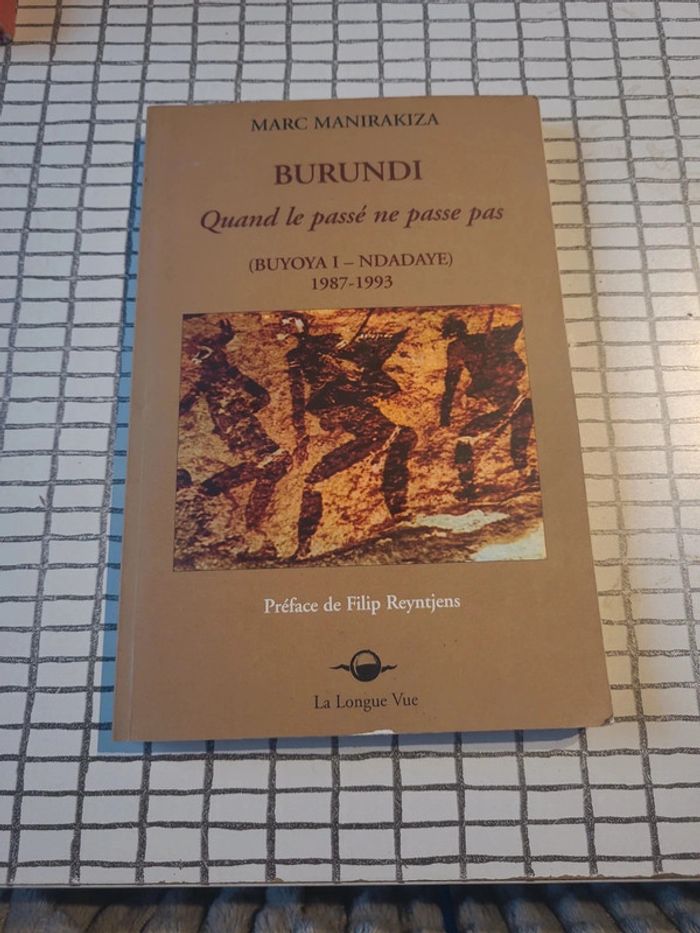 MARC MANIRAKIZA
BURUNDI
Quand le passé ne passe pas
(BUYOYA I – NDADAYE)
1987-1993
Préface de Filip Reyntjens
La Longue Vue